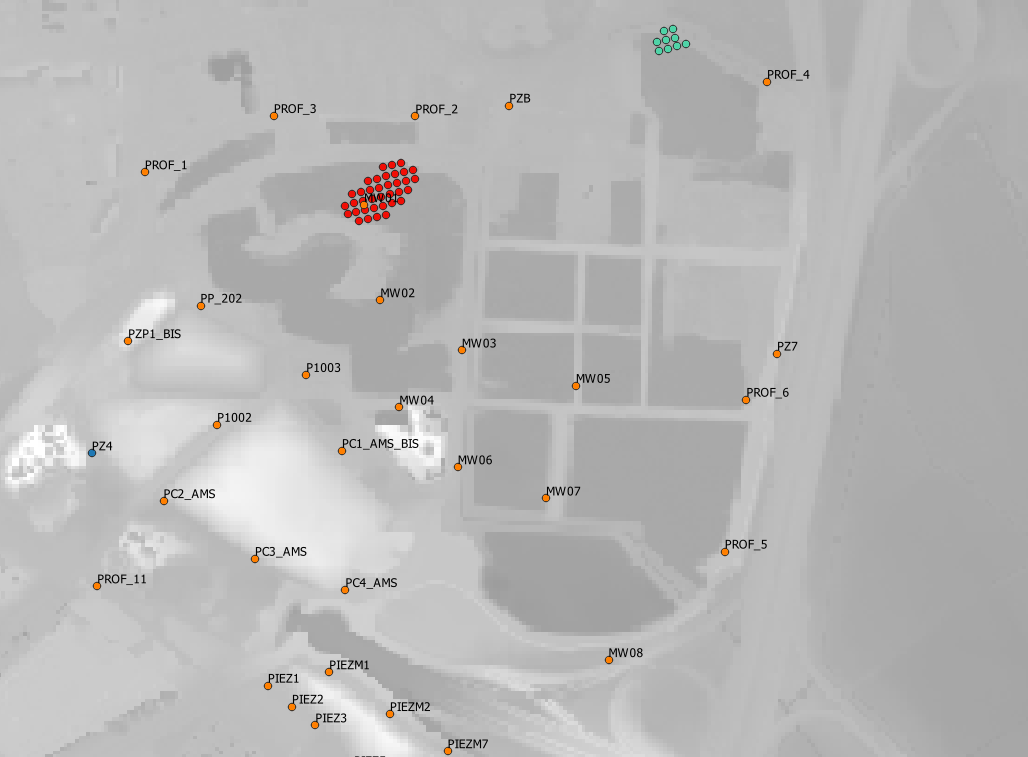 PROF_4
PZB
PROF_3
PROF_2
PROF_1
MW01
MW02
PP_202
PZP1_BIS
MW03
PZ7
P1003
MW05
PROF_6
MW04
P1002
PC1_AMS_BIS
PZ4
MW06
PC2_AMS
MW07
PC3_AMS
PROF_5
PROF_11
PC4_AMS
MW08
PIEZM1
PIEZ1
PIEZ2
PIEZM2
PIEZ3
PIEZM7